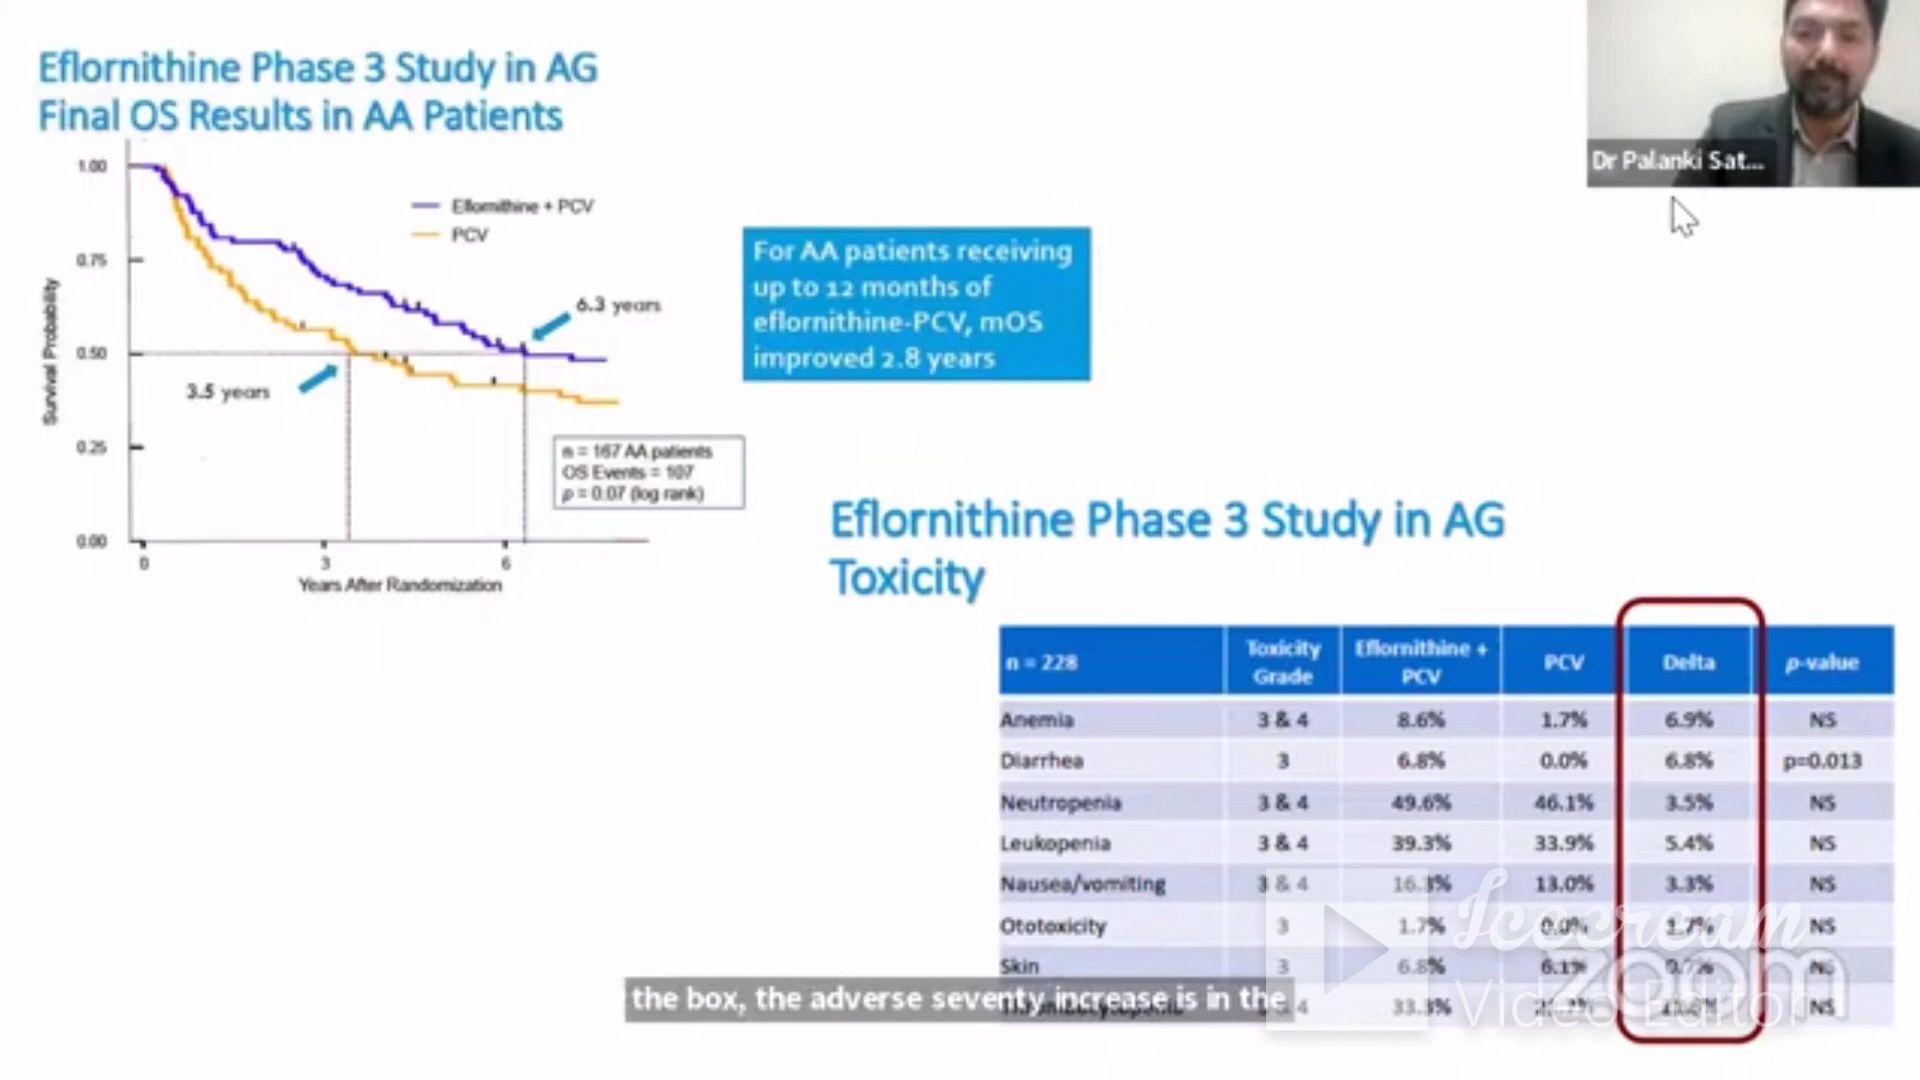 Eflornithine Phase 3 Study in AG
Final OS Results in AA Patients
Dr Palanki Sat...
1.00
0.75
0.50
0.25
0.00
Survival Probability
Eflornithine + PCV
PCV
6.3 years
3.5 years
n = 167 AA patients
OS Events = 107
p = 0.07 (log rank)
0 3 6
Years After Randomization
For AA patients receiving
up to 12 months of
eflornithine-PCV, mOS
improved 2.8 years
Eflornithine Phase 3 Study in AG
Toxicity
n = 228 Toxicity Grade Eflornithine + PCV PCV Delta p-value
Anemia 3 & 4 8.6% 1.7% 6.9% NS
Diarrhea 3 6.8% 0.0% 6.8% p=0.013
Neutropenia 3 & 4 49.6% 46.1% 3.5% NS
Leukopenia 3 & 4 39.3% 33.9% 5.4% NS
Nausea/vomiting 3 & 4 16.3% 13.0% 3.3% NS
Ototoxicity 3 1.7% 0.0% 1.7% NS
Skin 3 6.8% 6.1% 0.7% NS
4 33.3% NS
the box, the adverse seventy increase is in the
Icecream
Video Editor
zoom